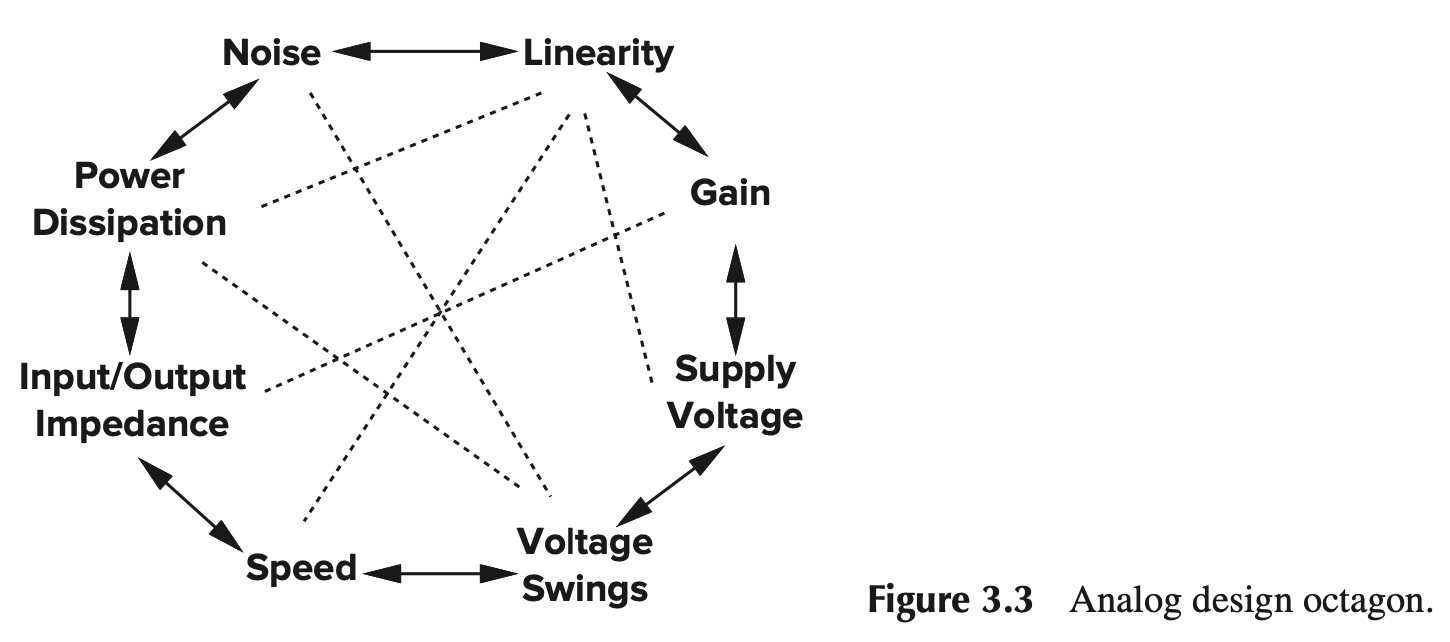 Noise
Linearity
Power
Dissipation
Gain
Input/Output
Impedance
Supply
Voltage
Speed
Voltage
Swings
Figure 3.3 Analog design octagon.